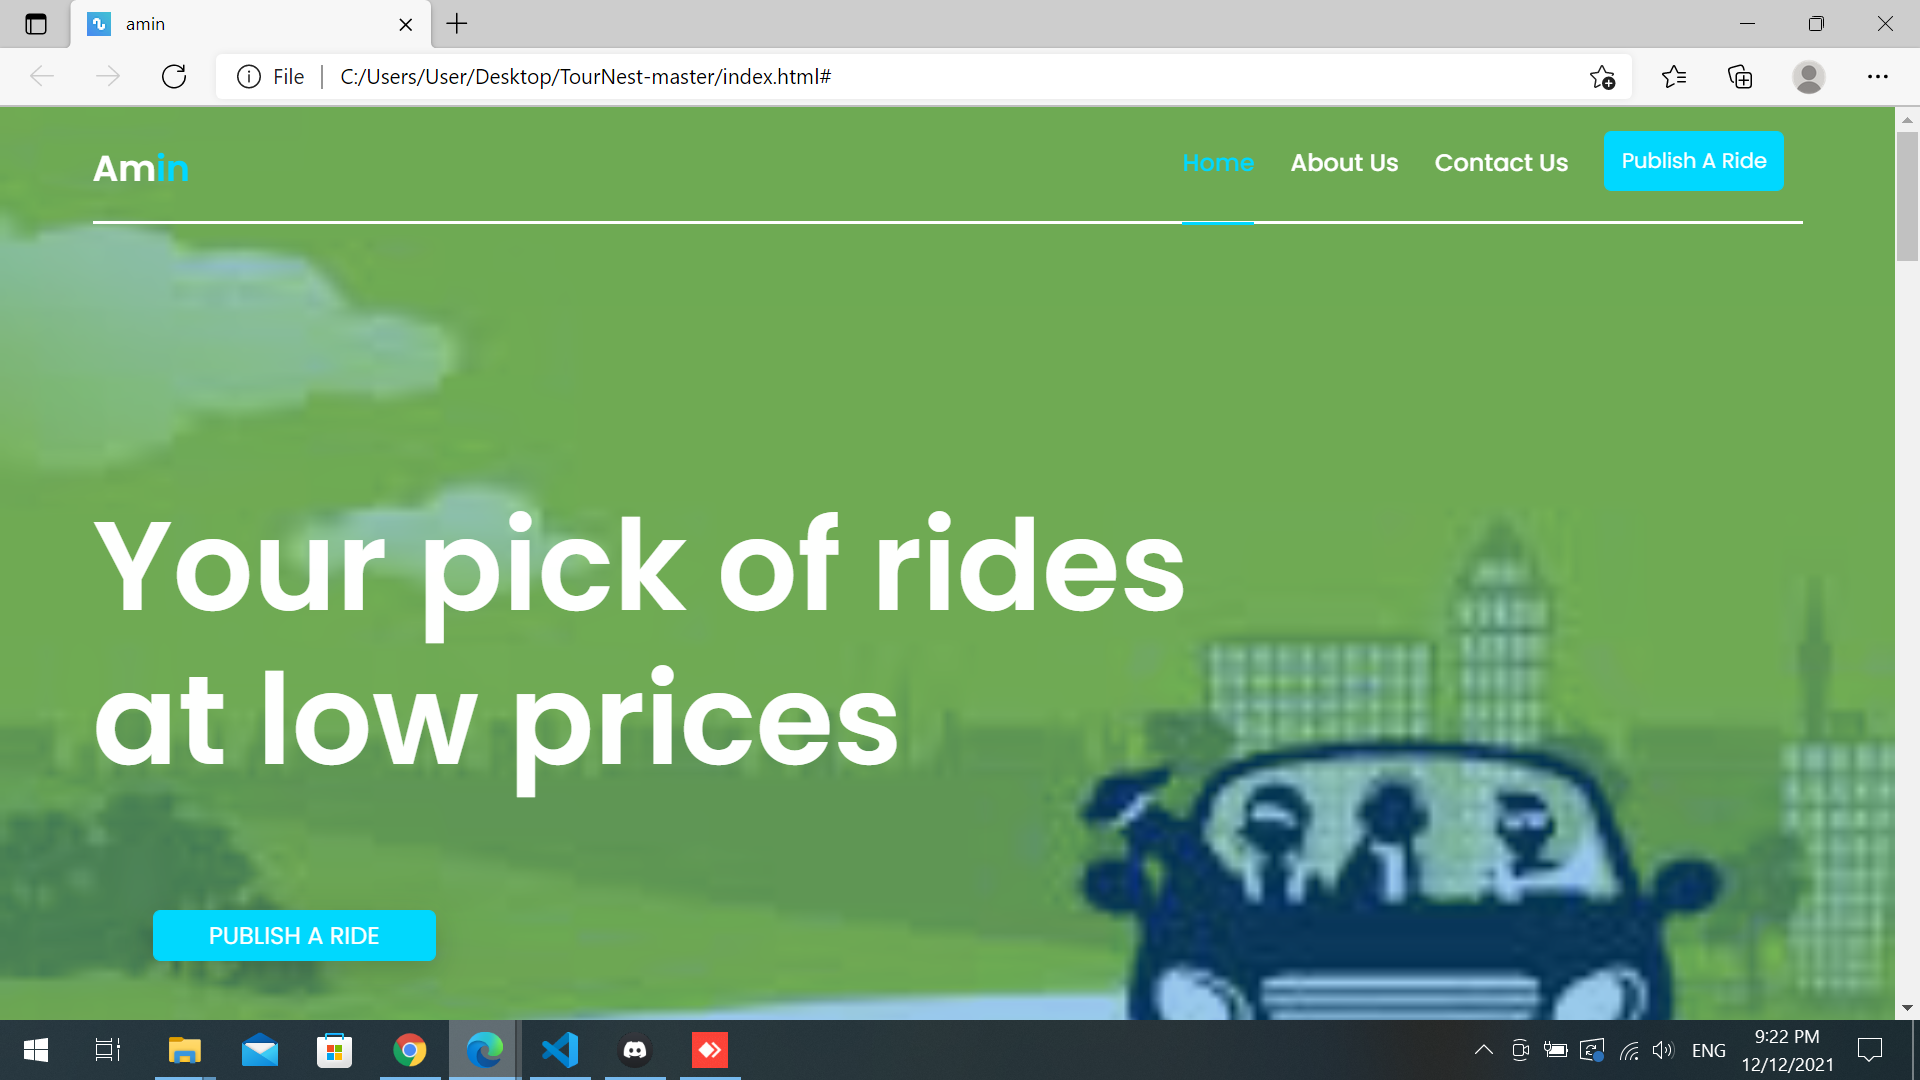 amin
File
C:/Users/User/Desktop/TourNest-master/index.html#
Amin
Home
About Us
Contact Us
Publish A Ride
Your pick of rides
at low prices
PUBLISH A RIDE
ENG
9:22 PM
12/12/2021